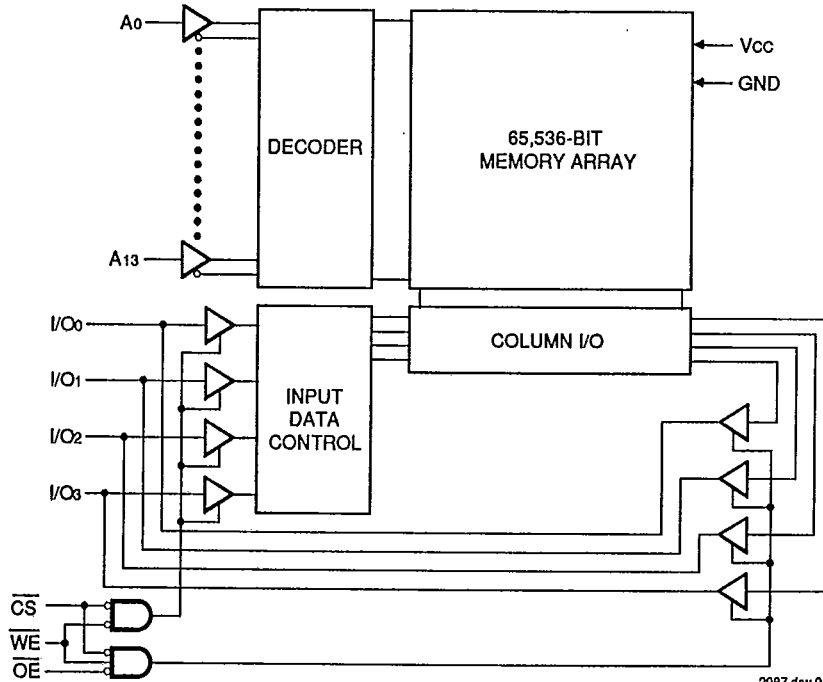 A0
VCC
GND
65,536-BIT
MEMORY ARRAY
DECODER
A13
I/O0
COLUMN I/O
I/O1
INPUT
DATA
CONTROL
I/O2
I/O3
CS
WE
OE